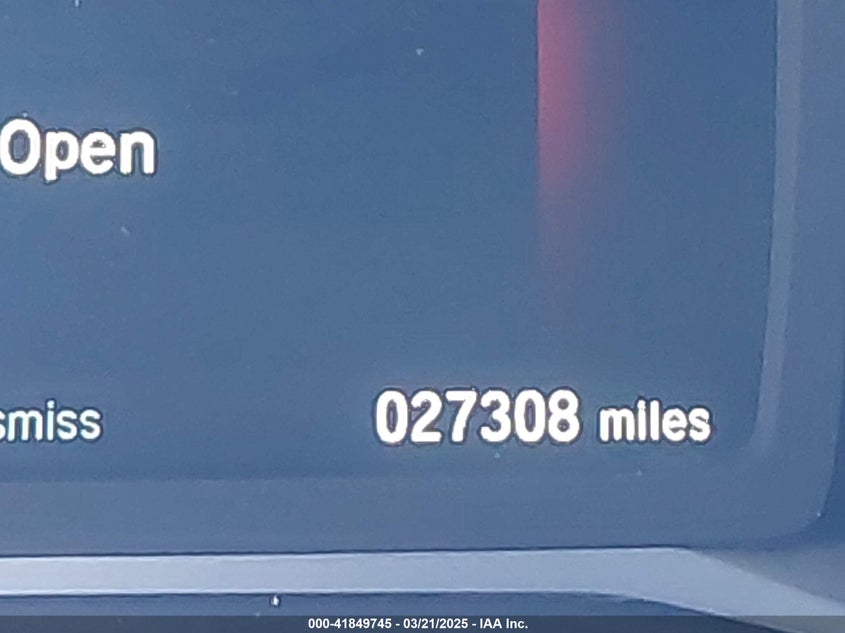 Open
smiss
027308 miles
000-41849745 - 03/21/2025 - IAA Inc.